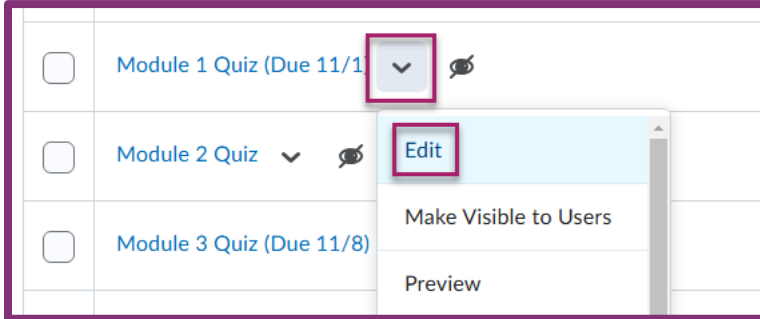 Module 1 Quiz (Due 11/1)
Edit
Module 2 Quiz
Make Visible to Users
Module 3 Quiz (Due 11/8)
Preview